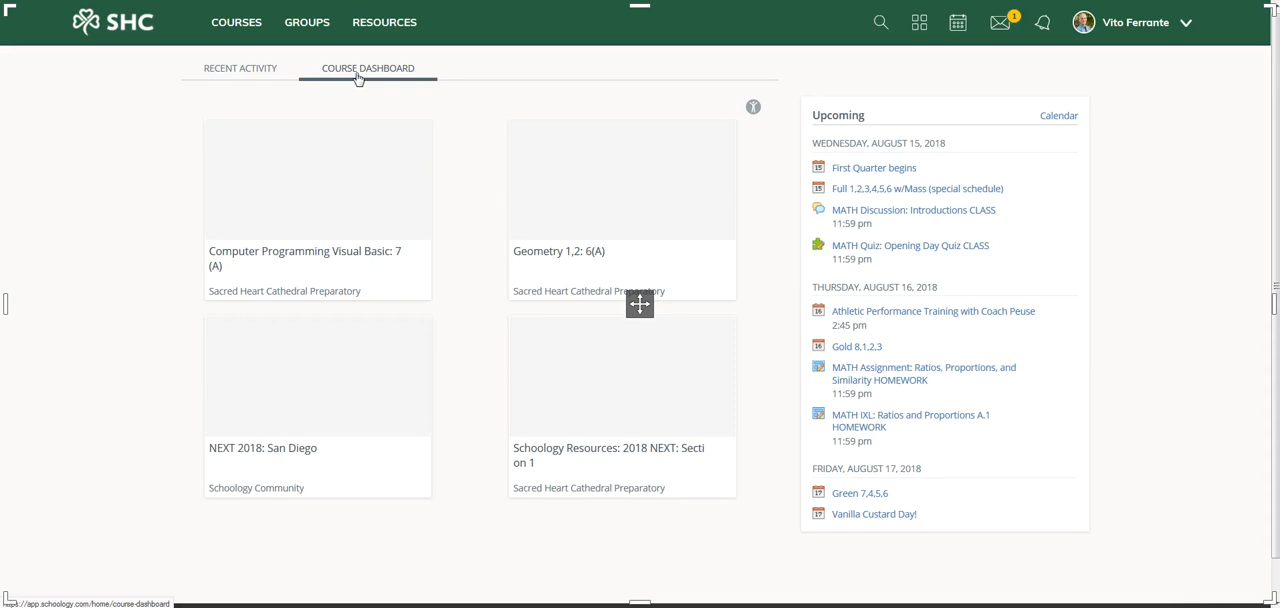 SHC
COURSES
GROUPS
RESOURCES
1
Vito Ferrante
RECENT ACTIVITY
COURSE DASHBOARD
Computer Programming Visual Basic: 7
(A)
Sacred Heart Cathedral Preparatory
Geometry 1,2: 6(A)
Sacred Heart Cathedral Preparatory
NEXT 2018: San Diego
Schoology Community
Schoology Resources: 2018 NEXT: Secti
on 1
Sacred Heart Cathedral Preparatory
Upcoming
Calendar
WEDNESDAY, AUGUST 15, 2018
15 First Quarter begins
15 Full 1,2,3,4,5,6 w/Mass (special schedule)
MATH Discussion: Introductions CLASS
11:59 pm
MATH Quiz: Opening Day Quiz CLASS
11:59 pm
THURSDAY, AUGUST 16, 2018
16 Athletic Performance Training with Coach Peuse
2:45 pm
16 Gold 8,1,2,3
MATH Assignment: Ratios, Proportions, and
Similarity HOMEWORK
11:59 pm
MATH IXL: Ratios and Proportions A.1
HOMEWORK
11:59 pm
FRIDAY, AUGUST 17, 2018
17 Green 7,4,5,6
17 Vanilla Custard Day!
https://app.schoology.com/home/course-dashboard